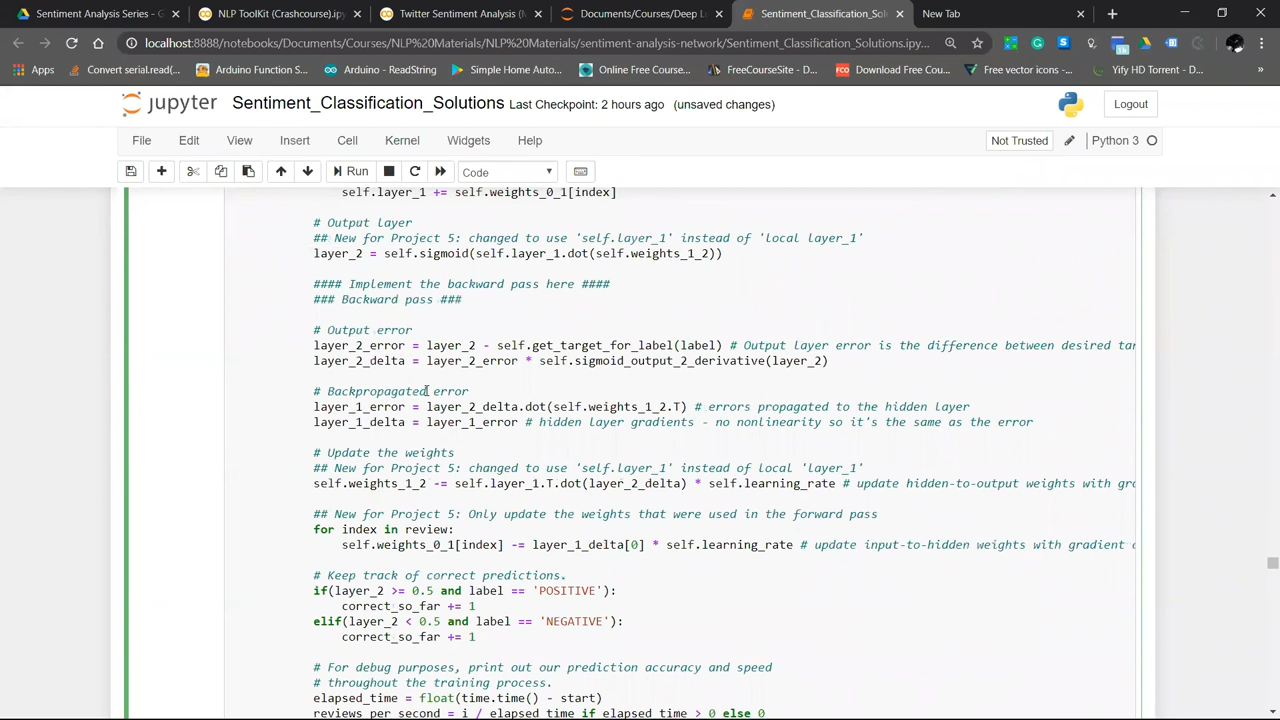 Sentiment Analysis Series - G
NLP ToolKit (Crashcourse).ipy
Twitter Sentiment Analysis (M
Documents/Courses/Deep L
Sentiment_Classification_Solu
New Tab
localhost:8888/notebooks/Documents/Courses/NLP%20Materials/NLP%20Materials/sentiment-analysis-network/Sentiment_Classification_Solutions.ipy...
Apps
Convert serial.read(...
Arduino Function S...
Arduino - ReadString
Simple Home Auto...
Online Free Course...
FreeCourseSite - D...
Download Free Cou...
Free vector icons -...
Yify HD Torrent - D...
jupyter Sentiment_Classification_Solutions Last Checkpoint: 2 hours ago (unsaved changes)
Logout
File Edit View Insert Cell Kernel Widgets Help
Not Trusted
Python 3
Run
Code
self.layer_1 += self.weights_0_1[index]
# Output layer
## New for Project 5: changed to use 'self.layer_1' instead of 'local layer_1'
layer_2 = self.sigmoid(self.layer_1.dot(self.weights_1_2))
#### Implement the backward pass here ####
### Backward pass ###
# Output error
layer_2_error = layer_2 - self.get_target_for_label(label) # Output layer error is the difference between desired tar
layer_2_delta = layer_2_error * self.sigmoid_output_2_derivative(layer_2)
# Backpropagated error
layer_1_error = layer_2_delta.dot(self.weights_1_2.T) # errors propagated to the hidden layer
layer_1_delta = layer_1_error # hidden layer gradients - no nonlinearity so it's the same as the error
# Update the weights
## New for Project 5: changed to use 'self.layer_1' instead of local 'layer_1'
self.weights_1_2 -= self.layer_1.T.dot(layer_2_delta) * self.learning_rate # update hidden-to-output weights with gra
## New for Project 5: Only update the weights that were used in the forward pass
for index in review:
self.weights_0_1[index] -= layer_1_delta[0] * self.learning_rate # update input-to-hidden weights with gradient d
# Keep track of correct predictions.
if(layer_2 >= 0.5 and label == 'POSITIVE'):
correct_so_far += 1
elif(layer_2 < 0.5 and label == 'NEGATIVE'):
correct_so_far += 1
# For debug purposes, print out our prediction accuracy and speed
# throughout the training process.
elapsed_time = float(time.time() - start)
reviews_per_second = i / elapsed_time if elapsed_time > 0 else 0